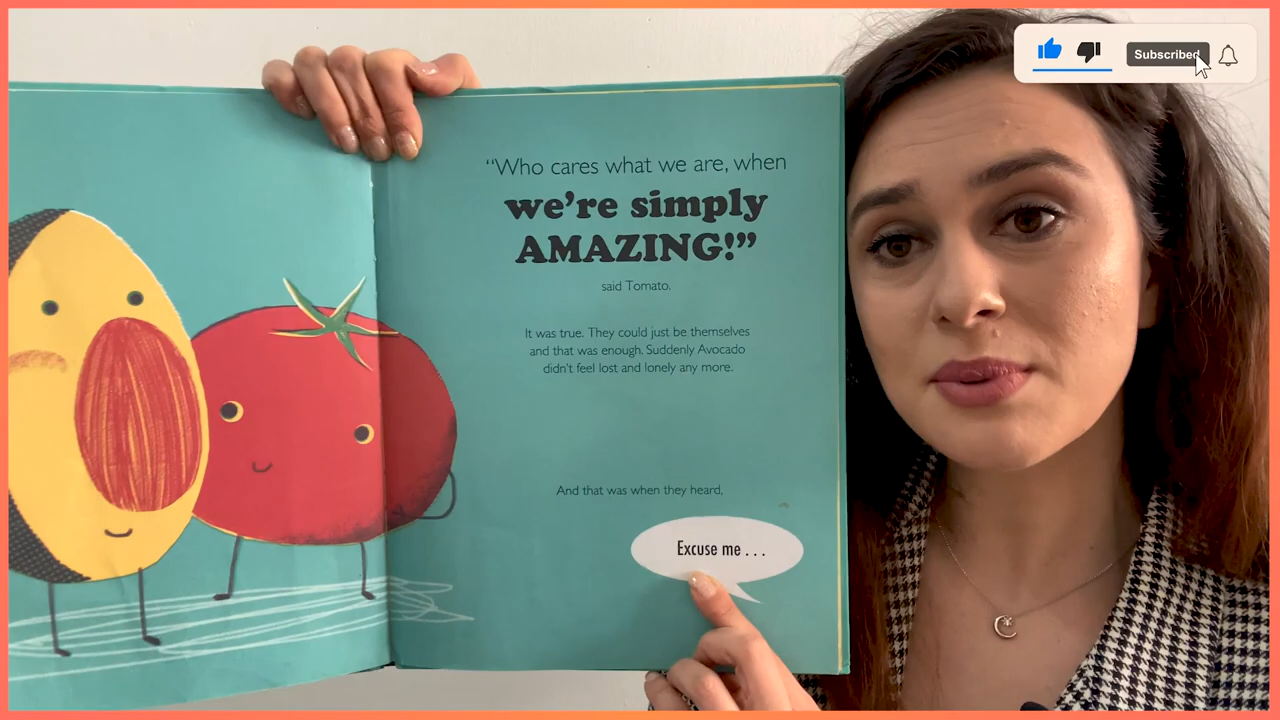 Subscribed
“Who cares what we are, when
we’re simply
AMAZING!”
said Tomato.
It was true. They could just be themselves
and that was enough. Suddenly Avocado
didn’t feel lost and lonely any more.
And that was when they heard,
Excuse me . . .